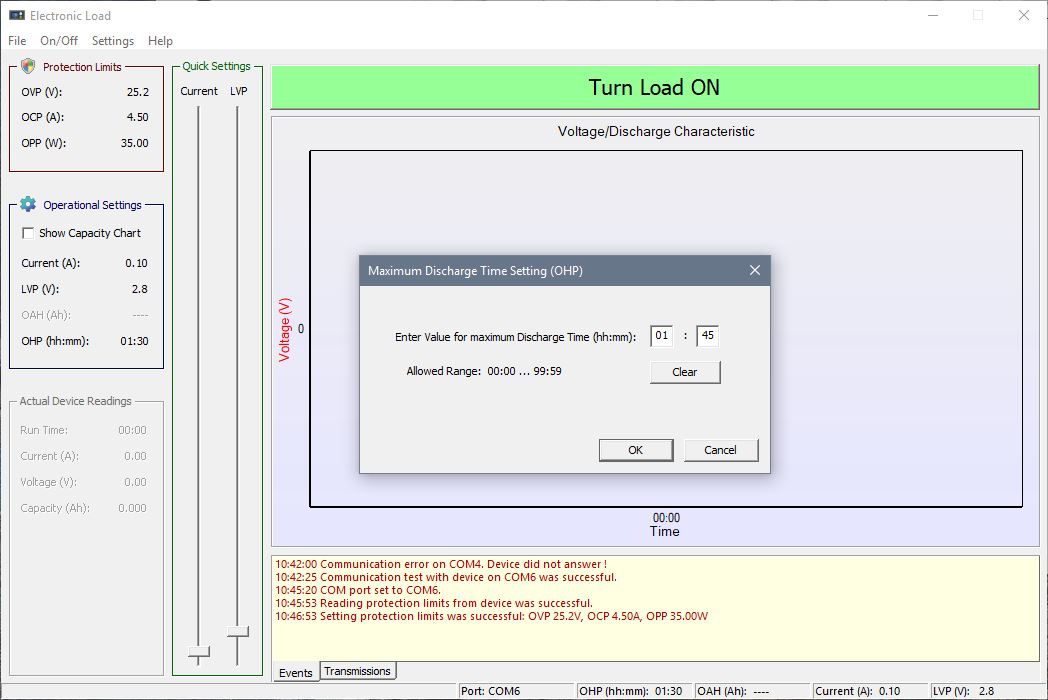 Electronic Load
File On/Off Settings Help
Protection Limits
OVP (V): 25.2
OCP (A): 4.50
OPP (W): 35.00
Operational Settings
Show Capacity Chart
Current (A): 0.10
LVP (V): 2.8
OAH (Ah): ----
OHP (hh:mm): 01:30
Actual Device Readings
Run Time: 00:00
Current (A): 0.00
Voltage (V): 0.00
Capacity (Ah): 0.000
Quick Settings
Current LVP
Turn Load ON
Voltage/Discharge Characteristic
Voltage (V)
0
00:00
Time
Maximum Discharge Time Setting (OHP)
Enter Value for maximum Discharge Time (hh:mm): 01 : 45
Allowed Range: 00:00 ... 99:59 Clear
OK Cancel
10:42:00 Communication error on COM4. Device did not answer !
10:42:25 Communication test with device on COM6 was successful.
10:45:20 COM port set to COM6.
10:45:53 Reading protection limits from device was successful.
10:46:53 Setting protection limits was successful: OVP 25.2V, OCP 4.50A, OPP 35.00W
Events Transmissions
Port: COM6 OHP (hh:mm): 01:30 OAH (Ah): ---- Current (A): 0.10 LVP (V): 2.8